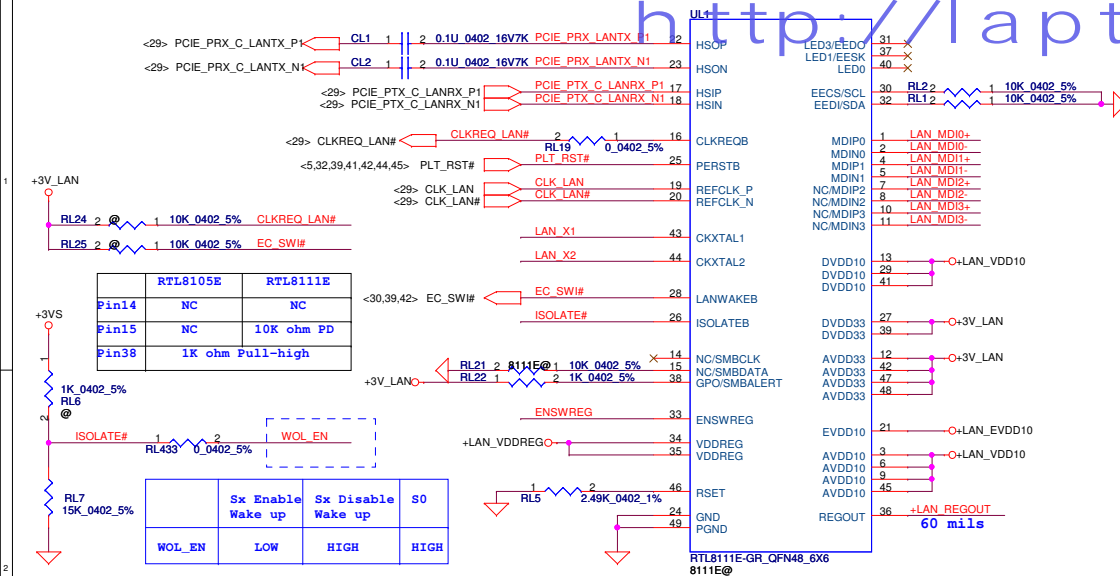 http://lapt
UL1
<29> PCIE_PRX_C_LANTX_P1 CL1 1 2 0.1U_0402_16V7K PCIE_PRX_LANTX_P1 22 HSOP
<29> PCIE_PRX_C_LANTX_N1 CL2 1 2 0.1U_0402_16V7K PCIE_PRX_LANTX_N1 23 HSON
<29> PCIE_PTX_C_LANRX_P1 PCIE_PTX_C_LANRX_P1 17 HSIP
<29> PCIE_PTX_C_LANRX_N1 PCIE_PTX_C_LANRX_N1 18 HSIN
<29> CLKREQ_LAN# CLKREQ_LAN# 2 1 RL19 0_0402_5% 16 CLKREQB
<5,32,39,41,42,44,45> PLT_RST# PLT_RST# 25 PERSTB
<29> CLK_LAN CLK_LAN 19 REFCLK_P
<29> CLK_LAN# CLK_LAN# 20 REFCLK_N
LAN_X1 43 CKXTAL1
LAN_X2 44 CKXTAL2
<30,39,42> EC_SWI# EC_SWI# 28 LANWAKEB
ISOLATE# 26 ISOLATEB
14 NC/SMBCLK
RL21 2 8111E@ 1 10K_0402_5% 15 NC/SMBDATA
+3V_LAN RL22 1 2 1K_0402_5% 38 GPO/SMBALERT
ENSWREG 33 ENSWREG
+LAN_VDDREG 34 VDDREG
35 VDDREG
1 2 RL5 2.49K_0402_1% 46 RSET
24 GND
49 PGND
LED3/EEDO 31
LED1/EESK 37
LED0 40
EECS/SCL 30 RL2 2 1 10K_0402_5%
EEDI/SDA 32 RL1 2 1 10K_0402_5%
MDIP0 1 LAN_MDI0+
MDIN0 2 LAN_MDI0-
MDIP1 4 LAN_MDI1+
MDIN1 5 LAN_MDI1-
NC/MDIP2 7 LAN_MDI2+
NC/MDIN2 8 LAN_MDI2-
NC/MDIP3 10 LAN_MDI3+
NC/MDIN3 11 LAN_MDI3-
DVDD10 13 +LAN_VDD10
DVDD10 29
DVDD10 41
DVDD33 27 +3V_LAN
DVDD33 39
AVDD33 12 +3V_LAN
AVDD33 42
AVDD33 47
AVDD33 48
EVDD10 21 +LAN_EVDD10
AVDD10 3 +LAN_VDD10
AVDD10 6
AVDD10 9
AVDD10 45
REGOUT 36 +LAN_REGOUT
60 mils
RTL8111E-GR_QFN48_6X6
8111E@
1
+3V_LAN
RL24 2 @ 1 10K_0402_5% CLKREQ_LAN#
RL25 2 @ 1 10K_0402_5% EC_SWI#
RTL8105E RTL8111E
Pin14 NC NC
Pin15 NC 10K ohm PD
Pin38 1K ohm Pull-high
+3VS
1
1K_0402_5%
RL6
@
2
ISOLATE# 1 2 WOL_EN
RL433 0_0402_5%
RL7
15K_0402_5%
Sx Enable Wake up Sx Disable Wake up S0
WOL_EN LOW HIGH HIGH
2